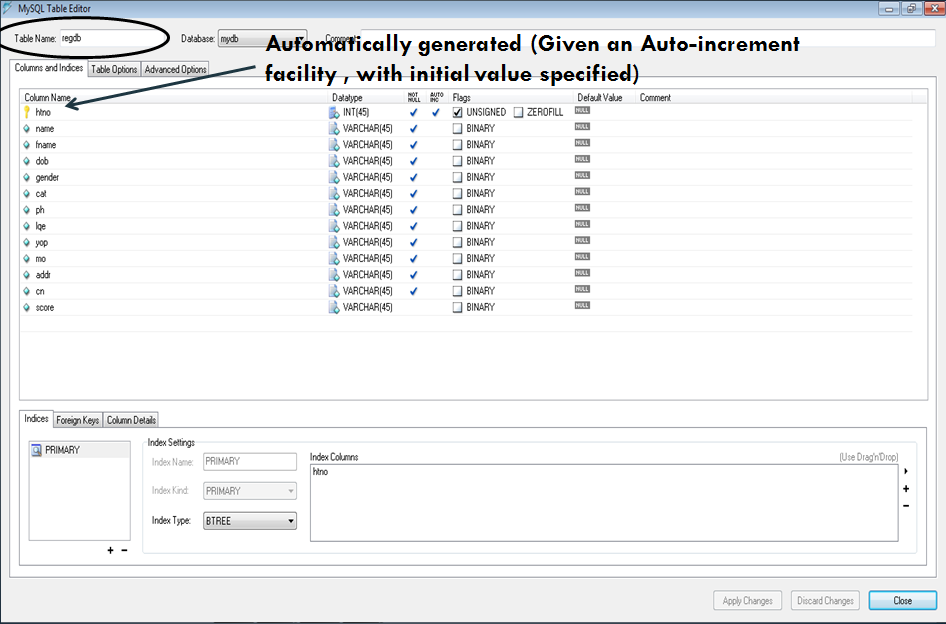 MySQL Table Editor
Table Name: regdb Database: mydb Comment
Automatically generated (Given an Auto-increment
facility , with initial value specified)
Columns and Indices Table Options Advanced Options
Column Name Datatype NOT NULL AUTO INC Flags Default Value Comment
htno INT(45) UNSIGNED ZEROFILL NULL
name VARCHAR(45) BINARY NULL
fname VARCHAR(45) BINARY NULL
dob VARCHAR(45) BINARY NULL
gender VARCHAR(45) BINARY NULL
cat VARCHAR(45) BINARY NULL
ph VARCHAR(45) BINARY NULL
lqe VARCHAR(45) BINARY NULL
yop VARCHAR(45) BINARY NULL
mo VARCHAR(45) BINARY NULL
addr VARCHAR(45) BINARY NULL
cn VARCHAR(45) BINARY NULL
score VARCHAR(45) BINARY NULL
Indices Foreign Keys Column Details
PRIMARY
Index Settings
Index Name: PRIMARY
Index Kind: PRIMARY
Index Type: BTREE
Index Columns (Use Drag'n'Drop)
htno
Apply Changes Discard Changes Close